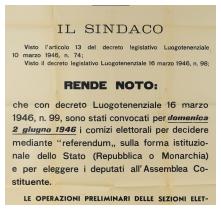 IL SINDACO
Visto l'articolo 13 del decreto legislativo Luogotenenziale
10 marzo 1946, n. 74;
Visto il decreto legislativo Luogotenenziale 16 marzo 1946, n. 98;
RENDE NOTO:
che con decreto Luogotenenziale 16 marzo
1946, n. 99, sono stati convocati per domenica
2 giugno 1946 i comizi elettorali per decidere
mediante "referendum„ sulla forma istituzio-
nale dello Stato (Repubblica o Monarchia)
e per eleggere i deputati all'Assemblea Co-
stituente.
LE OPERAZIONI PRELIMINARI DELLE SEZIONI ELET-